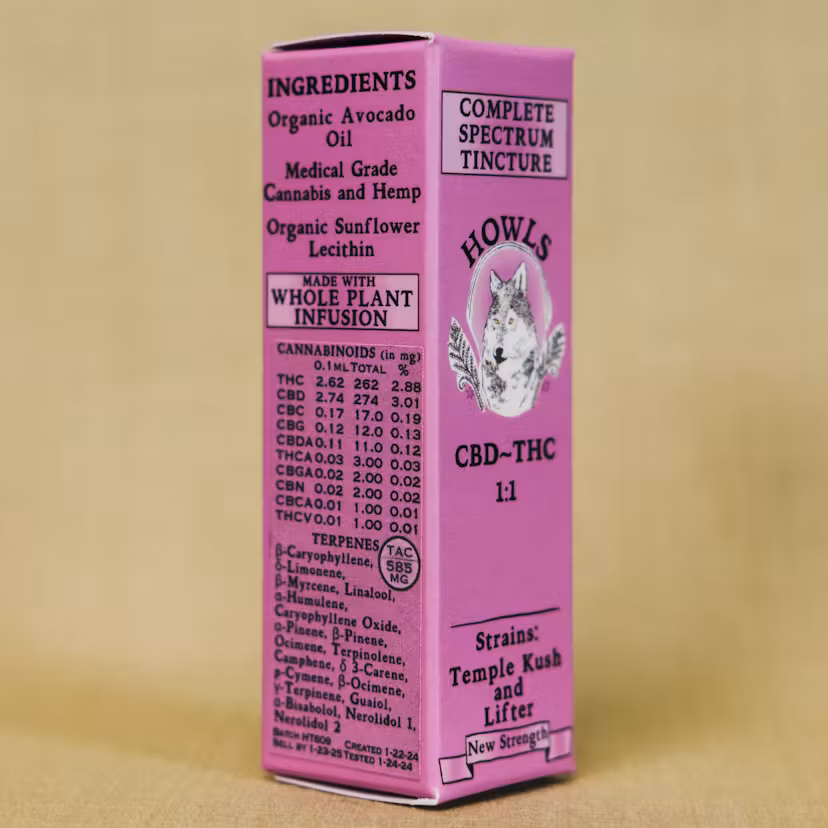 INGREDIENTS
Organic Avocado
Oil
Medical Grade
Cannabis and Hemp
Organic Sunflower
Lecithin
MADE WITH
WHOLE PLANT
INFUSION
CANNABINOIDS (in mg)
0.1ML TOTAL %
THC 2.62 262 2.88
CBD 2.74 274 3.01
CBC 0.17 17.0 0.19
CBG 0.12 12.0 0.13
CBDA 0.11 11.0 0.12
THCA 0.03 3.00 0.03
CBGA 0.02 2.00 0.02
CBN 0.02 2.00 0.02
CBCA 0.01 1.00 0.01
THCV 0.01 1.00 0.01
TERPENES
TAC
585
MG
β-Caryophyllene,
δ-Limonene,
β-Myrcene, Linalool,
α-Humulene,
Caryophyllene Oxide,
α-Pinene, β-Pinene,
Ocimene, Terpinolene,
Camphene, δ 3-Carene,
p-Cymene, β-Ocimene,
γ-Terpinene, Guaiol,
α-Bisabolol, Nerolidol 1,
Nerolidol 2
BATCH HT609 CREATED 1-22-24
SELL BY 1-23-25 TESTED 1-24-24
COMPLETE
SPECTRUM
TINCTURE
HOWLS
CBD~THC
1:1
Strains:
Temple Kush
and
Lifter
New Strength